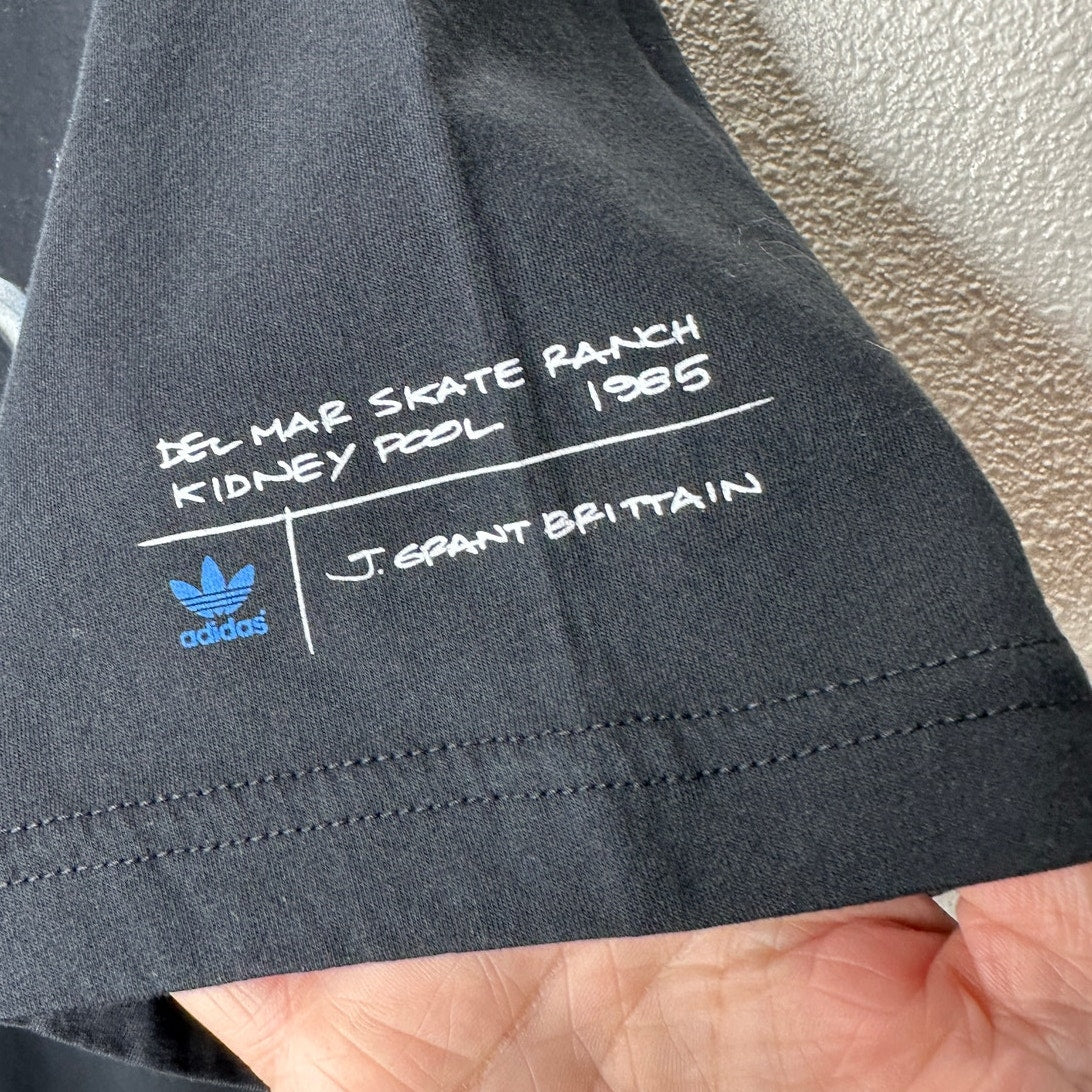 DEL MAR SKATE RANCH
KIDNEY POOL 1985
J. GRANT BRITTAIN
adidas